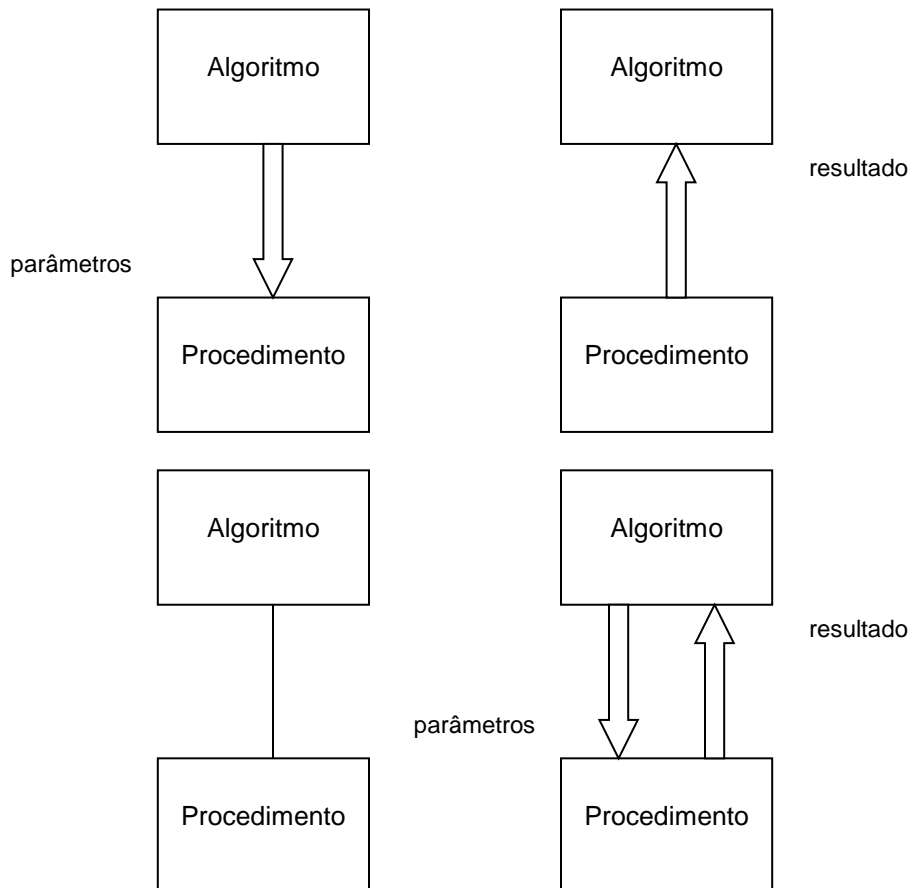 Algoritmo
Algoritmo
resultado
parâmetros
Procedimento
Procedimento
Algoritmo
Algoritmo
resultado
parâmetros
Procedimento
Procedimento